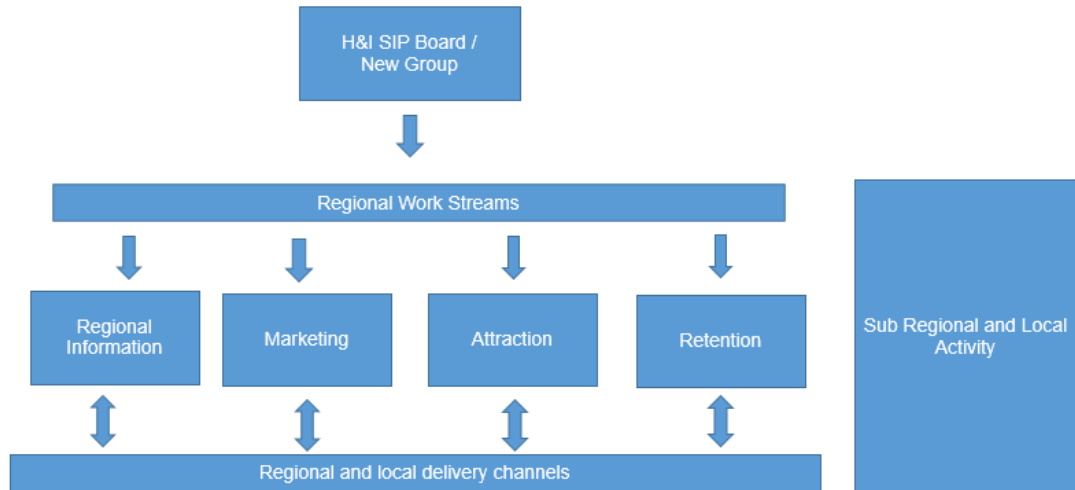 H&I SIP Board /
New Group
Regional Work Streams
Regional
Information
Marketing
Attraction
Retention
Sub Regional and Local
Activity
Regional and local delivery channels